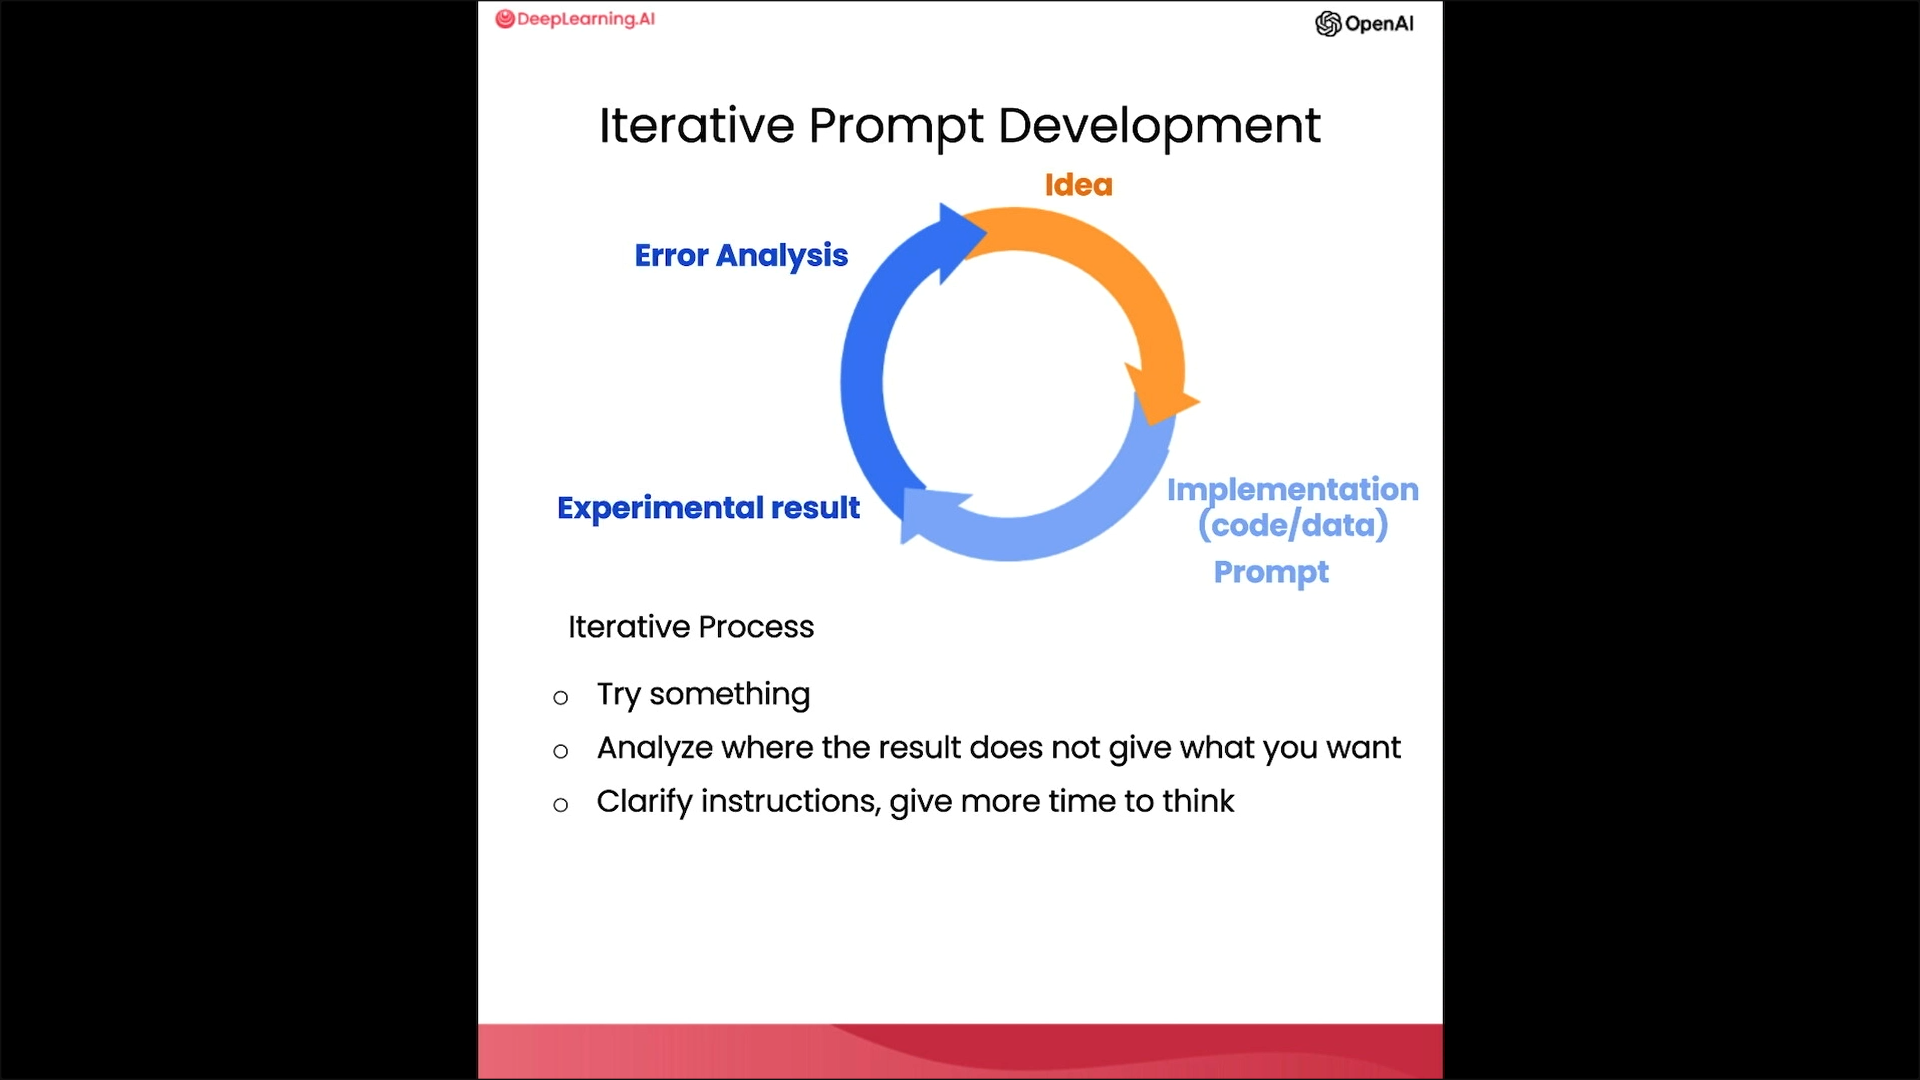 DeepLearning.AI
OpenAI
Iterative Prompt Development
Idea
Error Analysis
Experimental result
Implementation
(code/data)
Prompt
Iterative Process
Try something
Analyze where the result does not give what you want
Clarify instructions, give more time to think